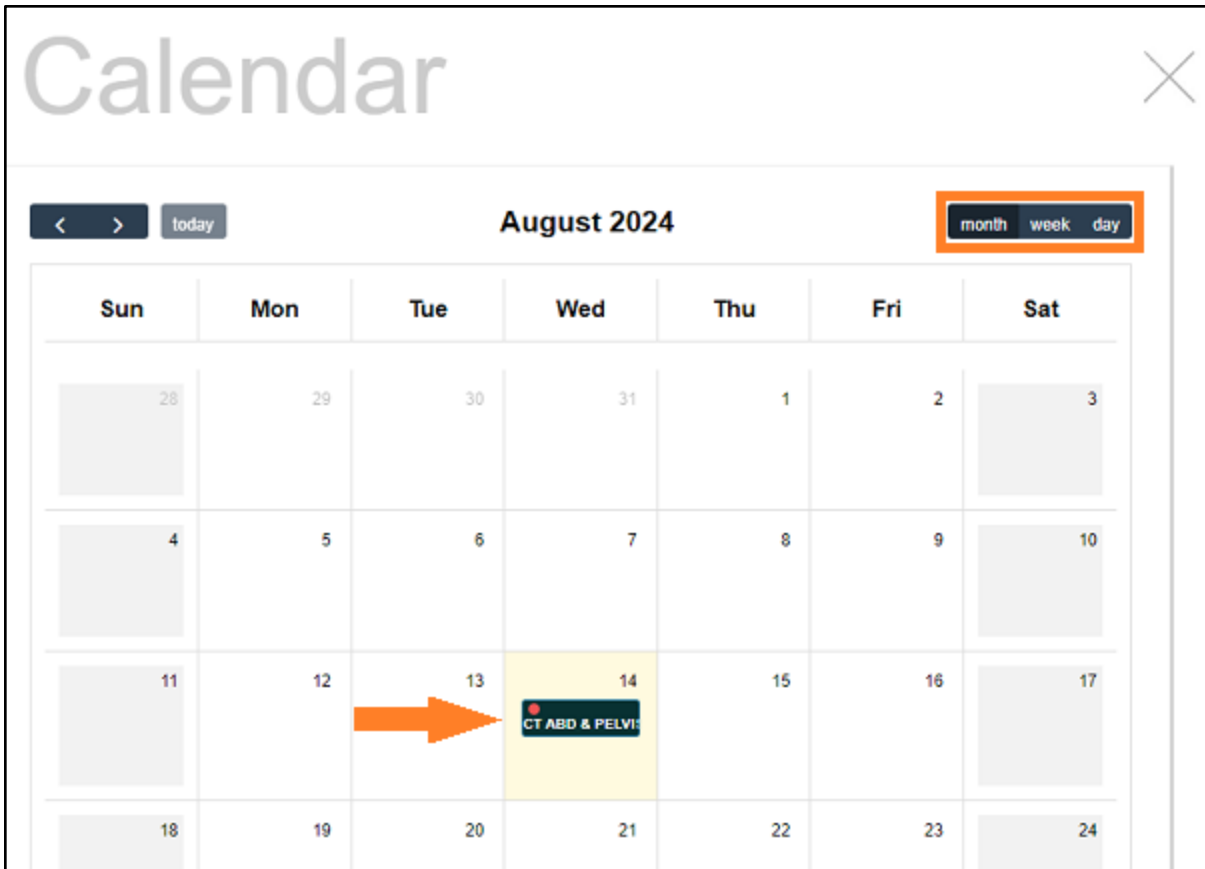 Calendar
today
August 2024
month week day
Sun Mon Tue Wed Thu Fri Sat
28 29 30 31 1 2 3
4 5 6 7 8 9 10
11 12 13 14 15 16 17
CT ABD & PELVIS
18 19 20 21 22 23 24